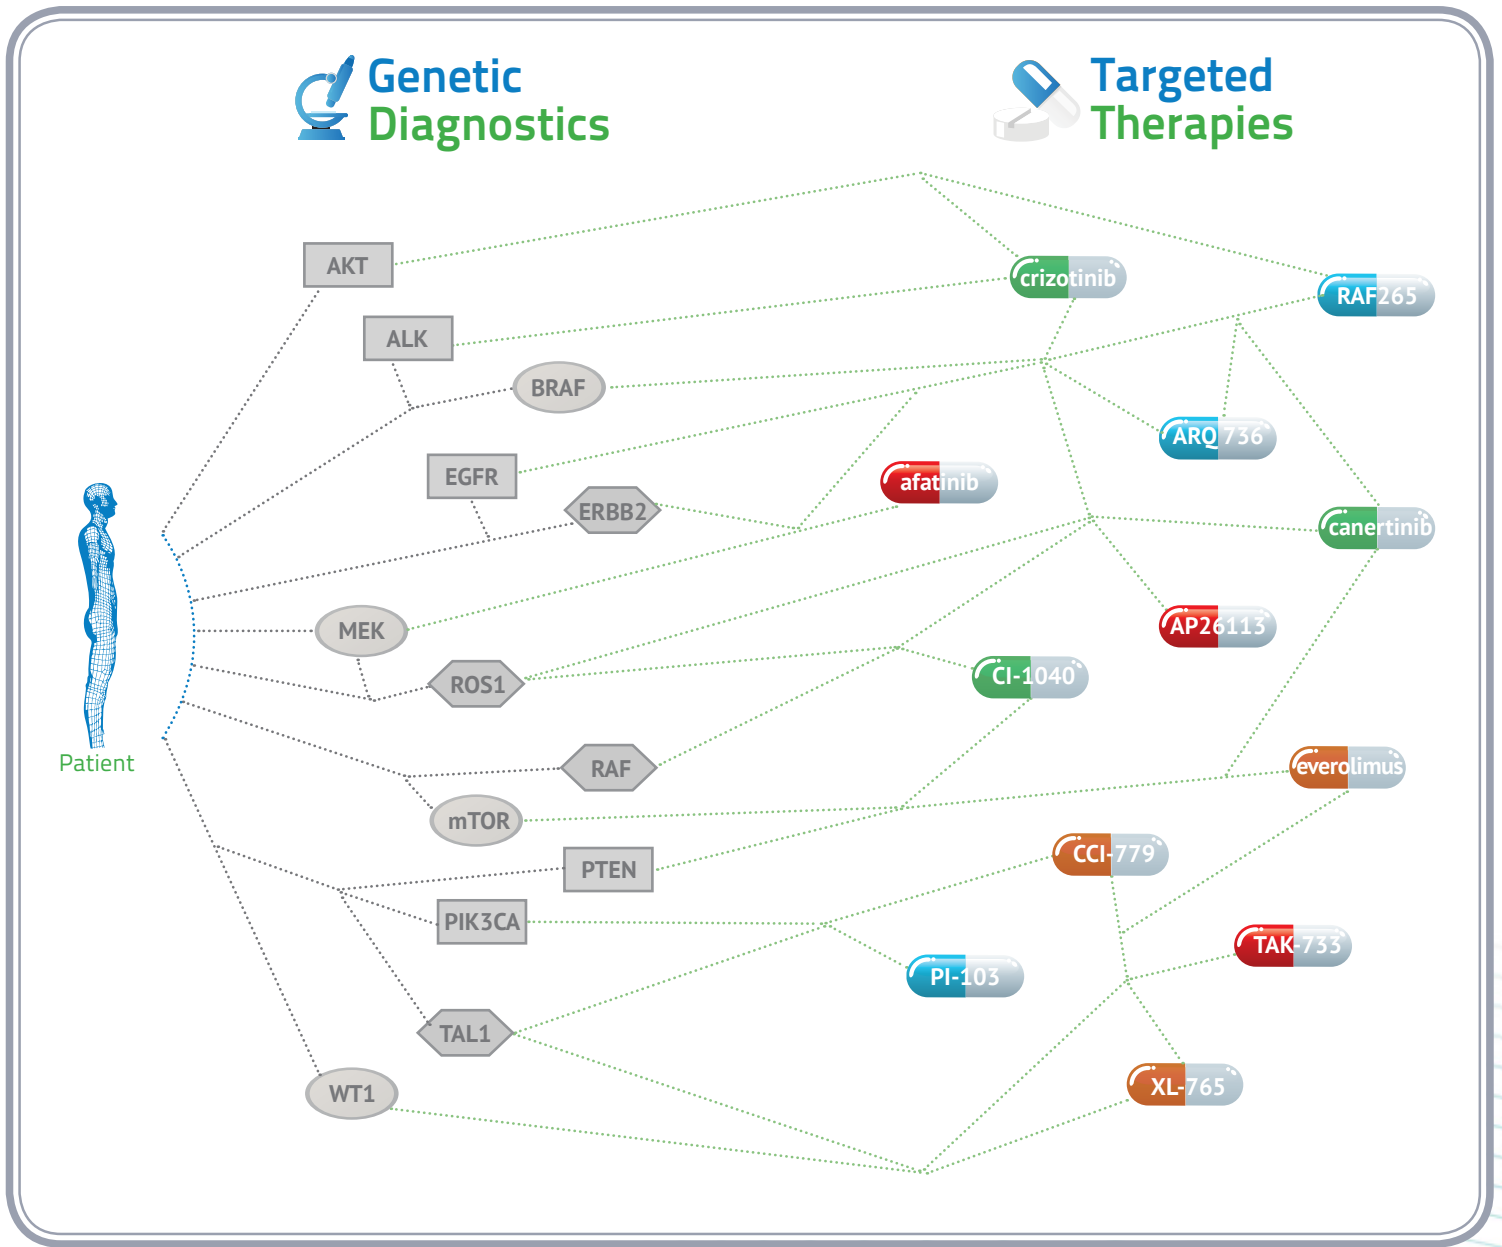 Genetic
Diagnostics
Targeted
Therapies
AKT
crizotinib
RAF265
ALK
BRAF
ARQ 736
EGFR
afatinib
ERBB2
canertinib
MEK
AP26113
ROS1
CI-1040
Patient
RAF
everolimus
mTOR
CCI-779
PTEN
PIK3CA
TAK-733
PI-103
TAL1
XL-765
WT1